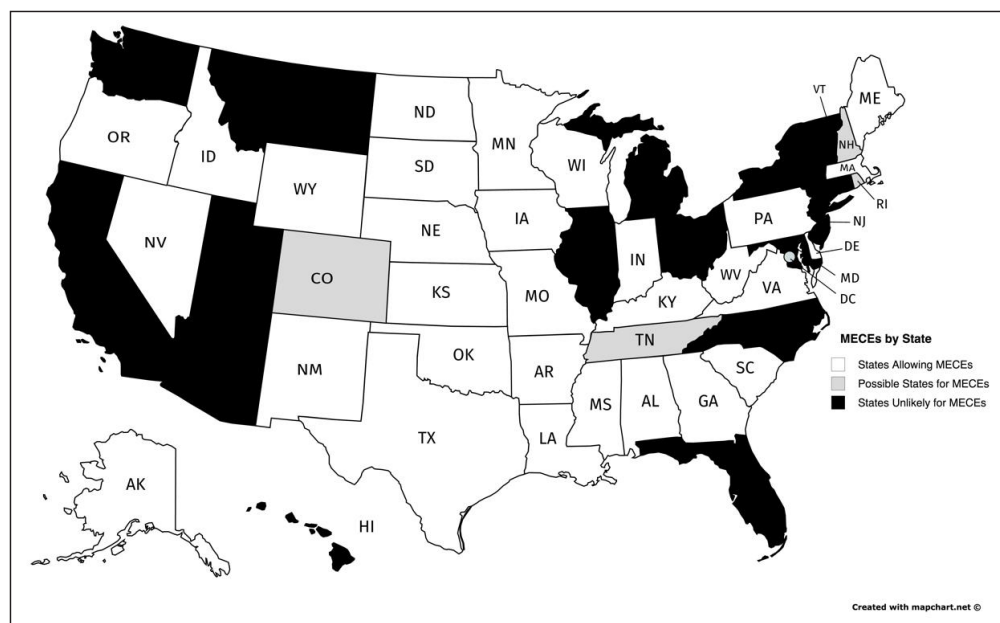 VT
ME
ND
OR
MN
NH
ID
SD
WI
MA
WY
RI
IA
PA
NE
NJ
NV
IN
DE
WV
CO
KS
MO
VA
MD
KY
DC
MECEs by State
TN
OK
States Allowing MECEs
NM
AR
SC
Possible States for MECEs
MS
AL
GA
States Unlikely for MECEs
TX
LA
AK
HI
Created with mapchart.net ©